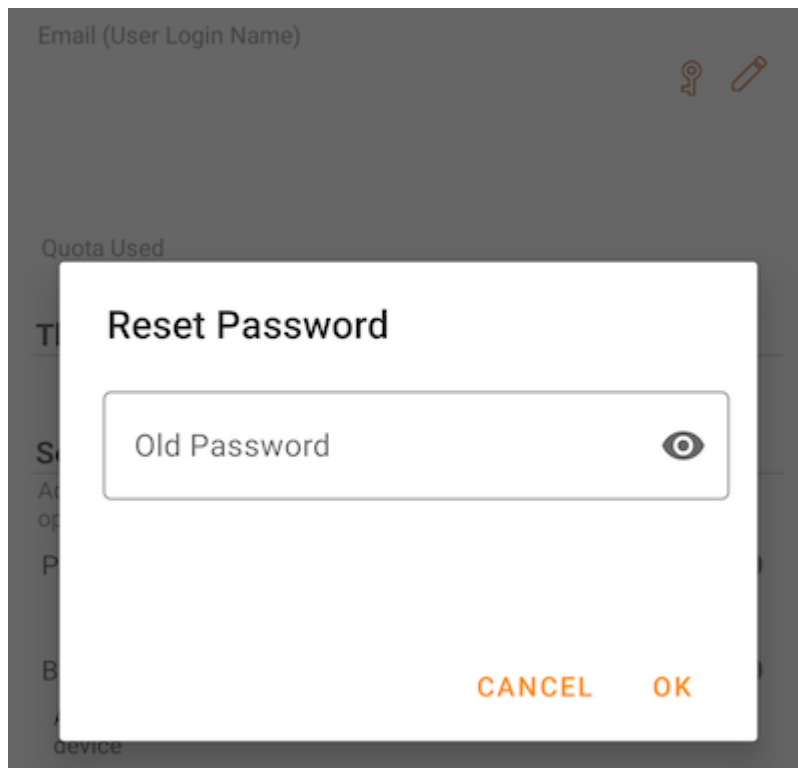 Email (User Login Name)
Quota Used
Reset Password
Old Password
CANCEL
OK
device